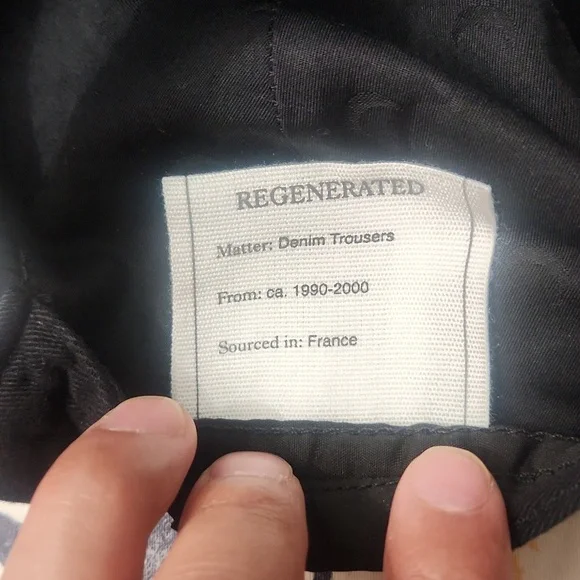 REGENERATED
Matter: Denim Trousers
From: ca. 1990-2000
Sourced in: France